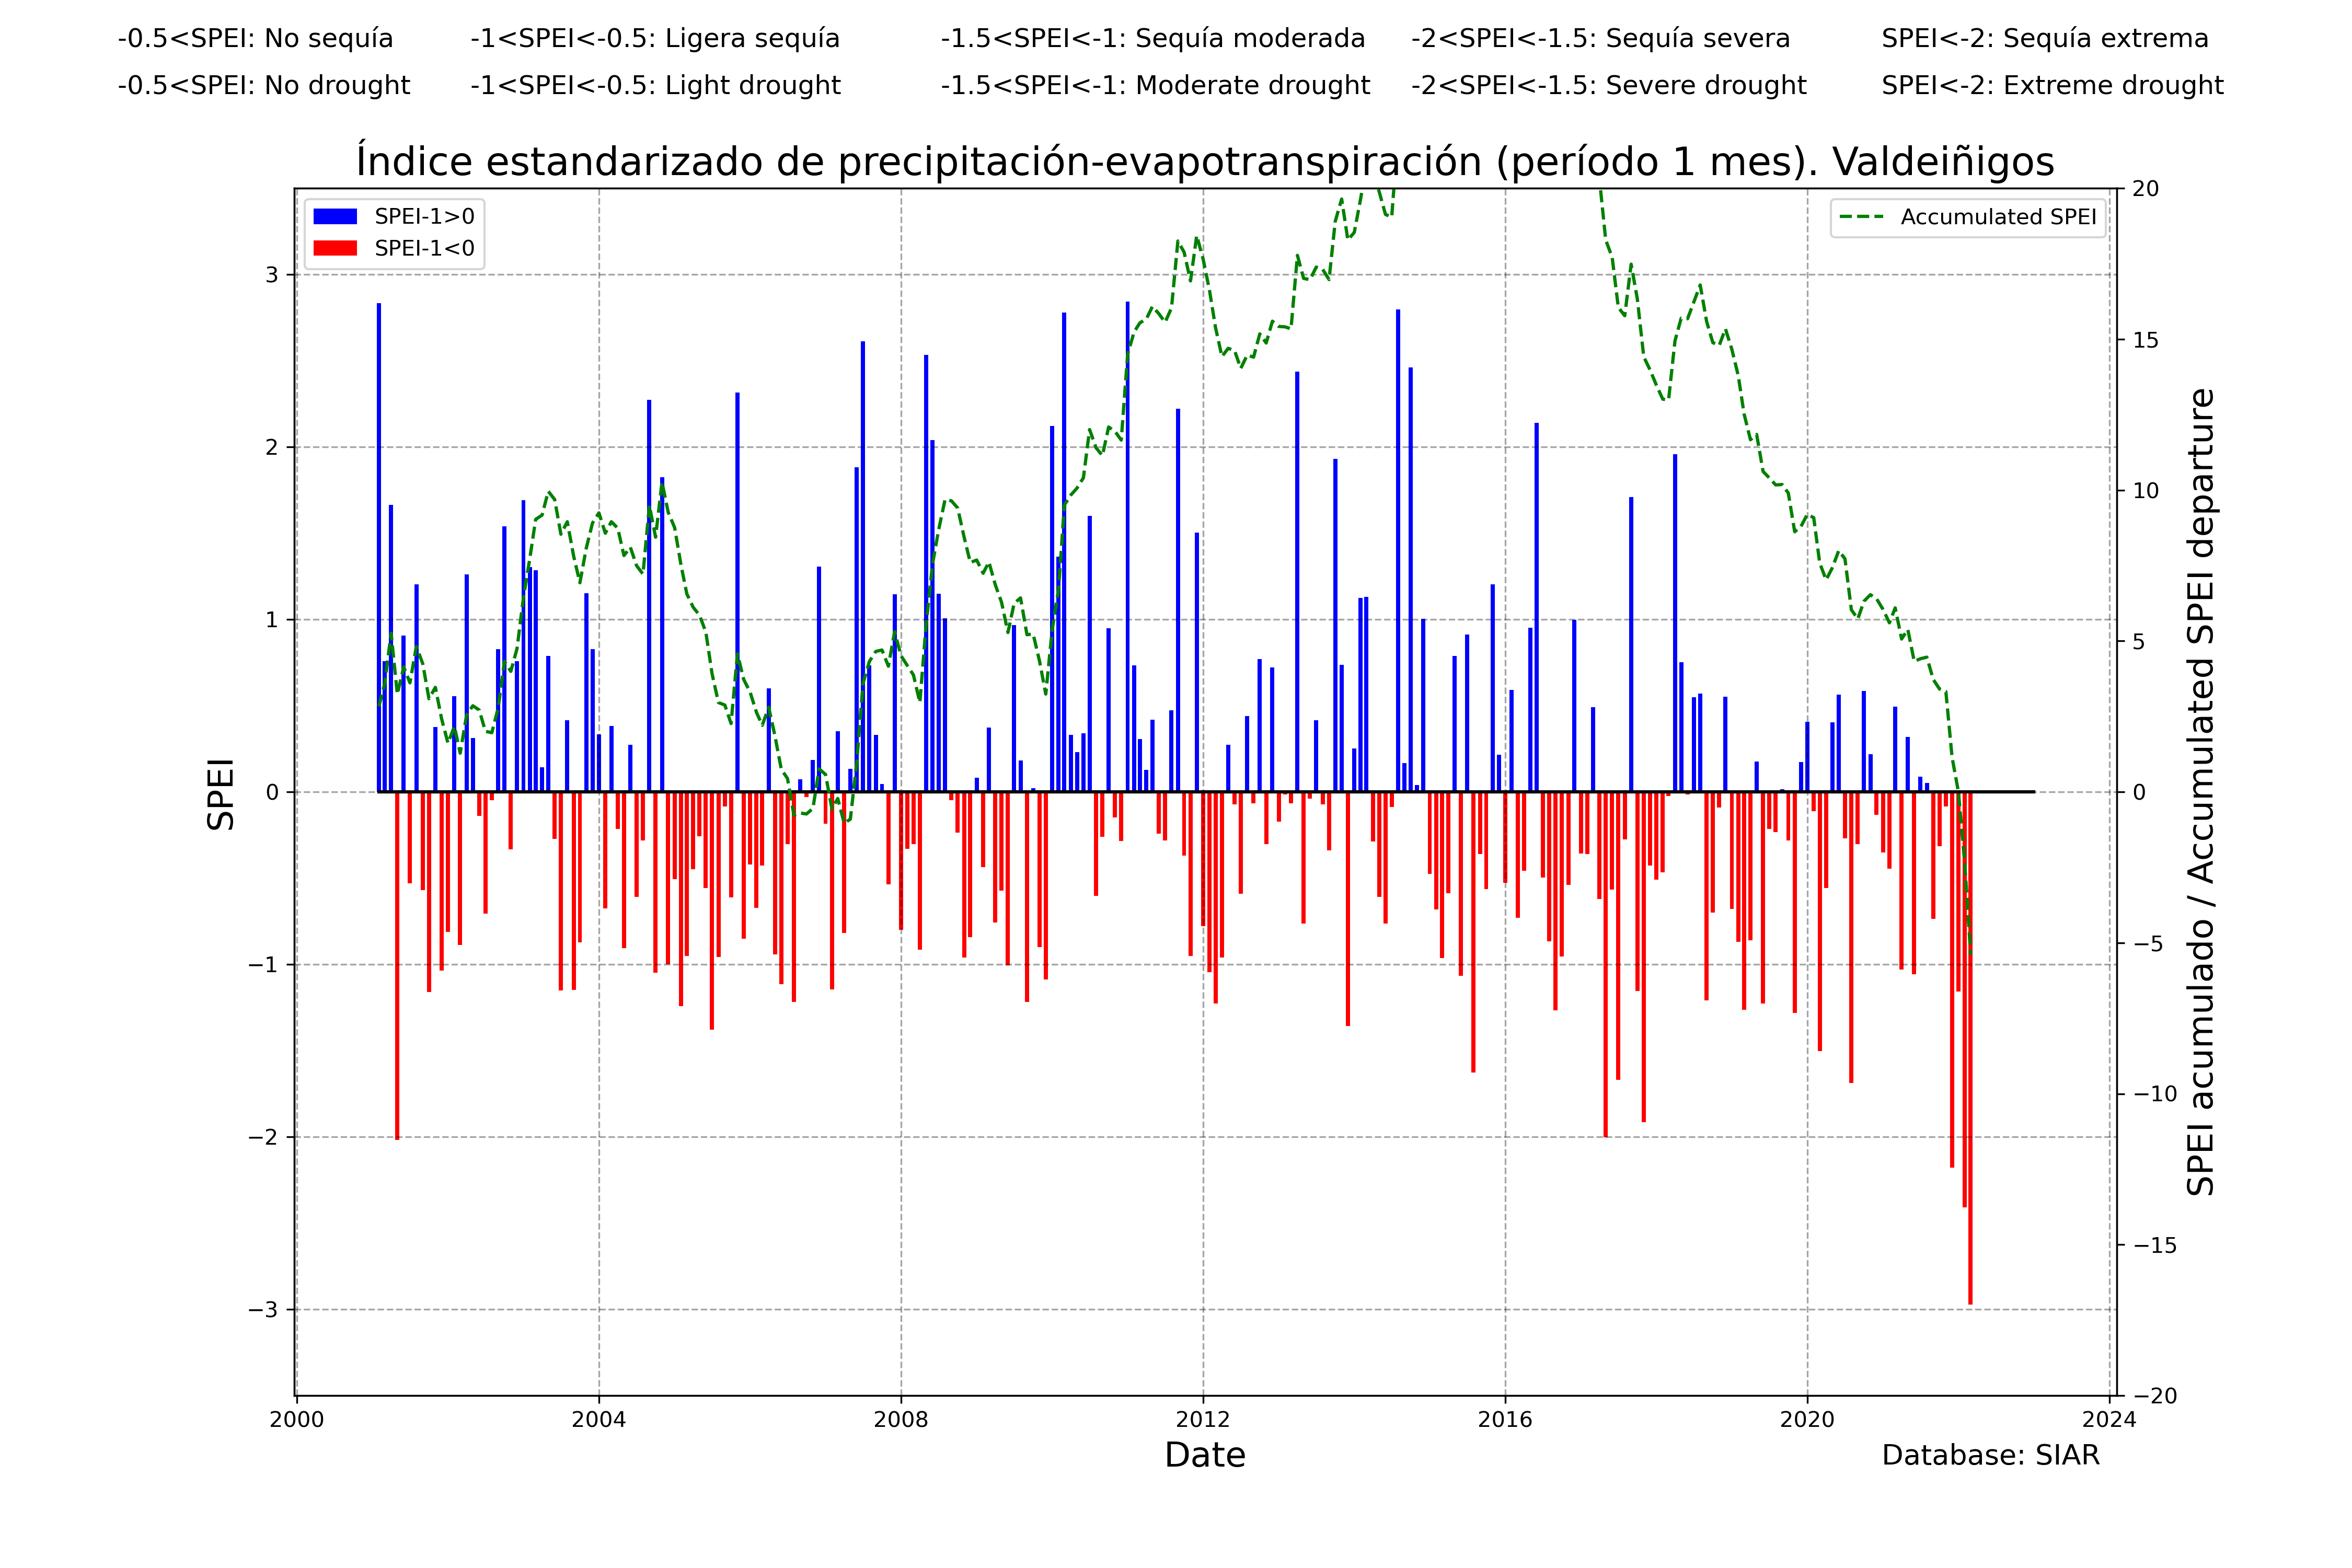 -0.5<SPEI: No sequía -1<SPEI<-0.5: Ligera sequía -1.5<SPEI<-1: Sequía moderada -2<SPEI<-1.5: Sequía severa SPEI<-2: Sequía extrema
-0.5<SPEI: No drought -1<SPEI<-0.5: Light drought -1.5<SPEI<-1: Moderate drought -2<SPEI<-1.5: Severe drought SPEI<-2: Extreme drought
Índice estandarizado de precipitación-evapotranspiración (período 1 mes). Valdeiñigos
SPEI-1>0
SPEI-1<0
Accumulated SPEI
SPEI
3
2
1
0
−1
−2
−3
20
15
10
5
0
−5
−10
−15
−20
SPEI acumulado / Accumulated SPEI departure
2000 2004 2008 2012 2016 2020 2024
Date
Database: SIAR